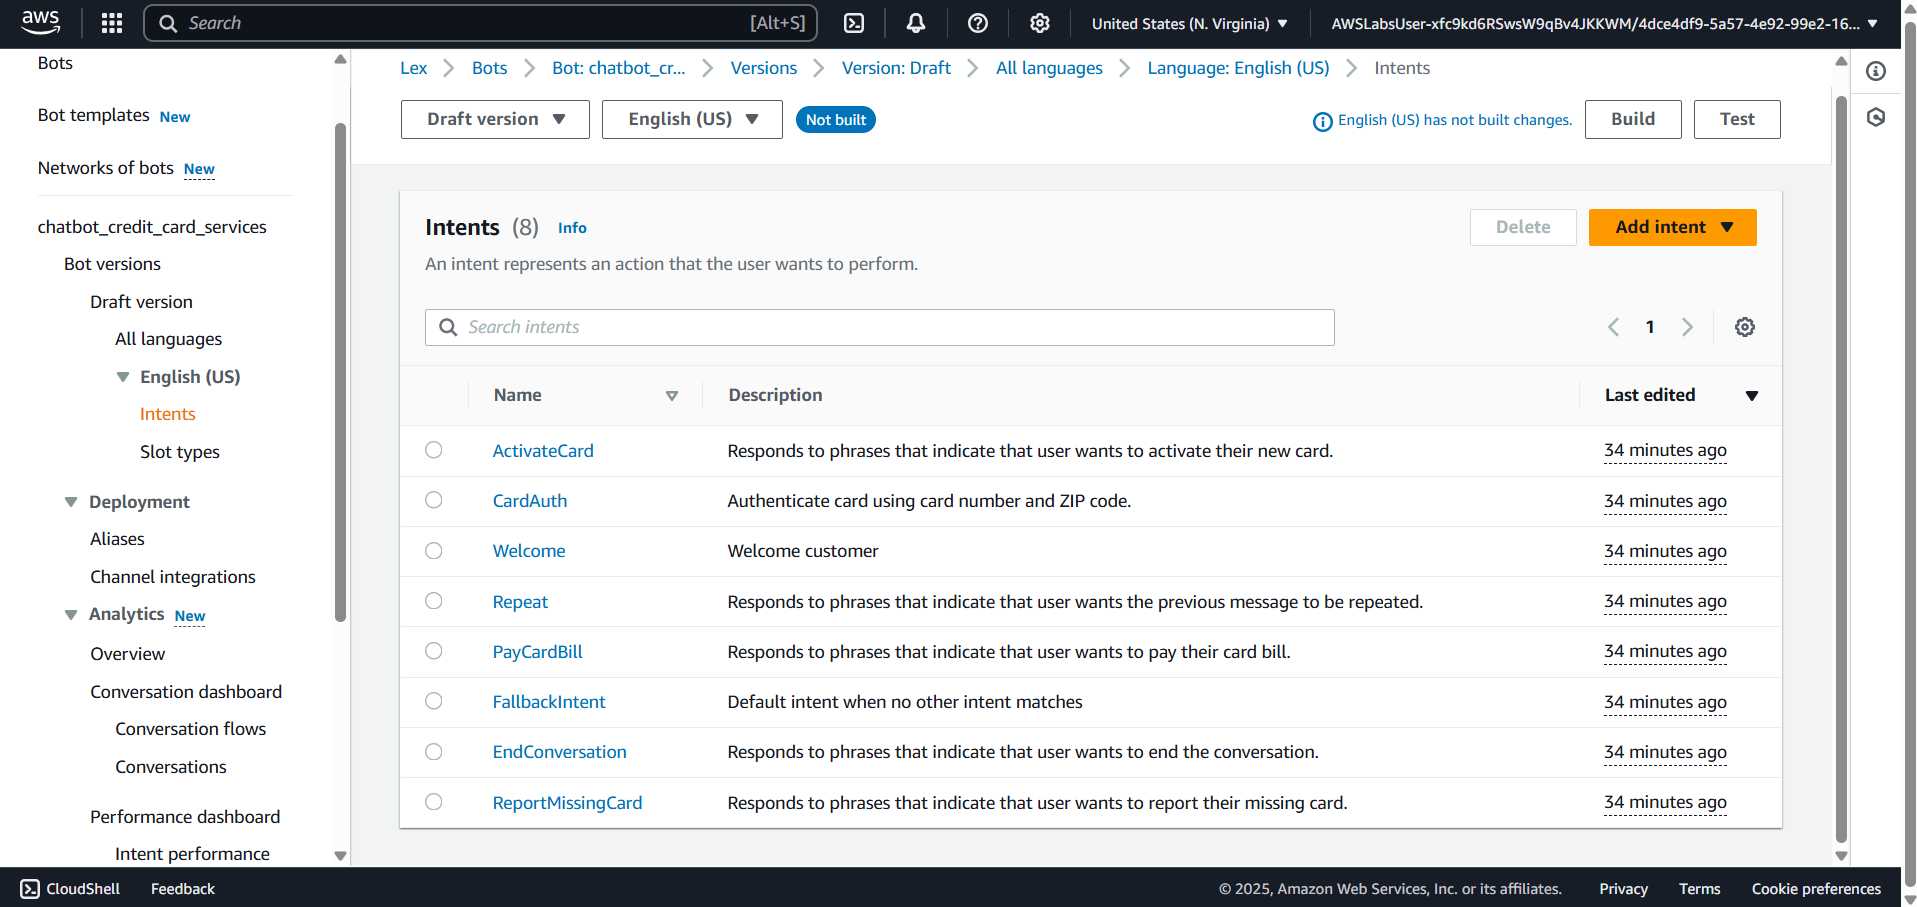 aws
Search [Alt+S]
United States (N. Virginia)
AWSLabsUser-xfc9kd6RSwsW9qBv4JKKWM/4dce4df9-5a57-4e92-99e2-16...
Bots
Bot templates New
Networks of bots New
chatbot_credit_card_services
Bot versions
Draft version
All languages
English (US)
Intents
Slot types
Deployment
Aliases
Channel integrations
Analytics New
Overview
Conversation dashboard
Conversation flows
Conversations
Performance dashboard
Intent performance
Lex Bots Bot: chatbot_cr... Versions Version: Draft All languages Language: English (US) Intents
Draft version English (US) Not built English (US) has not built changes. Build Test
Intents (8) Info Delete Add intent
An intent represents an action that the user wants to perform.
Search intents 1
Name Description Last edited
ActivateCard Responds to phrases that indicate that user wants to activate their new card. 34 minutes ago
CardAuth Authenticate card using card number and ZIP code. 34 minutes ago
Welcome Welcome customer 34 minutes ago
Repeat Responds to phrases that indicate that user wants the previous message to be repeated. 34 minutes ago
PayCardBill Responds to phrases that indicate that user wants to pay their card bill. 34 minutes ago
FallbackIntent Default intent when no other intent matches 34 minutes ago
EndConversation Responds to phrases that indicate that user wants to end the conversation. 34 minutes ago
ReportMissingCard Responds to phrases that indicate that user wants to report their missing card. 34 minutes ago
CloudShell Feedback © 2025, Amazon Web Services, Inc. or its affiliates. Privacy Terms Cookie preferences